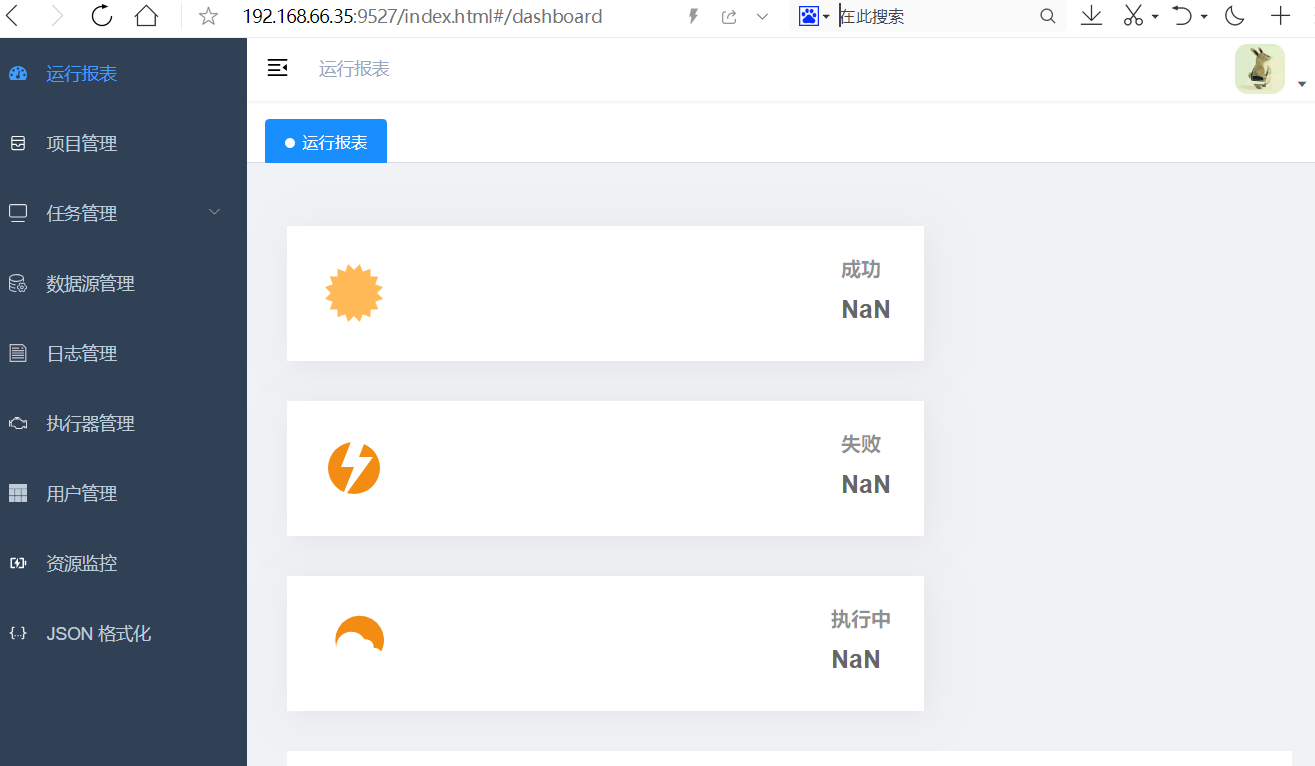 192.168.66.35:9527/index.html#/dashboard
在此搜索
运行报表
运行报表
项目管理
任务管理
数据源管理
日志管理
执行器管理
用户管理
资源监控
JSON 格式化
运行报表
成功
NaN
失败
NaN
执行中
NaN